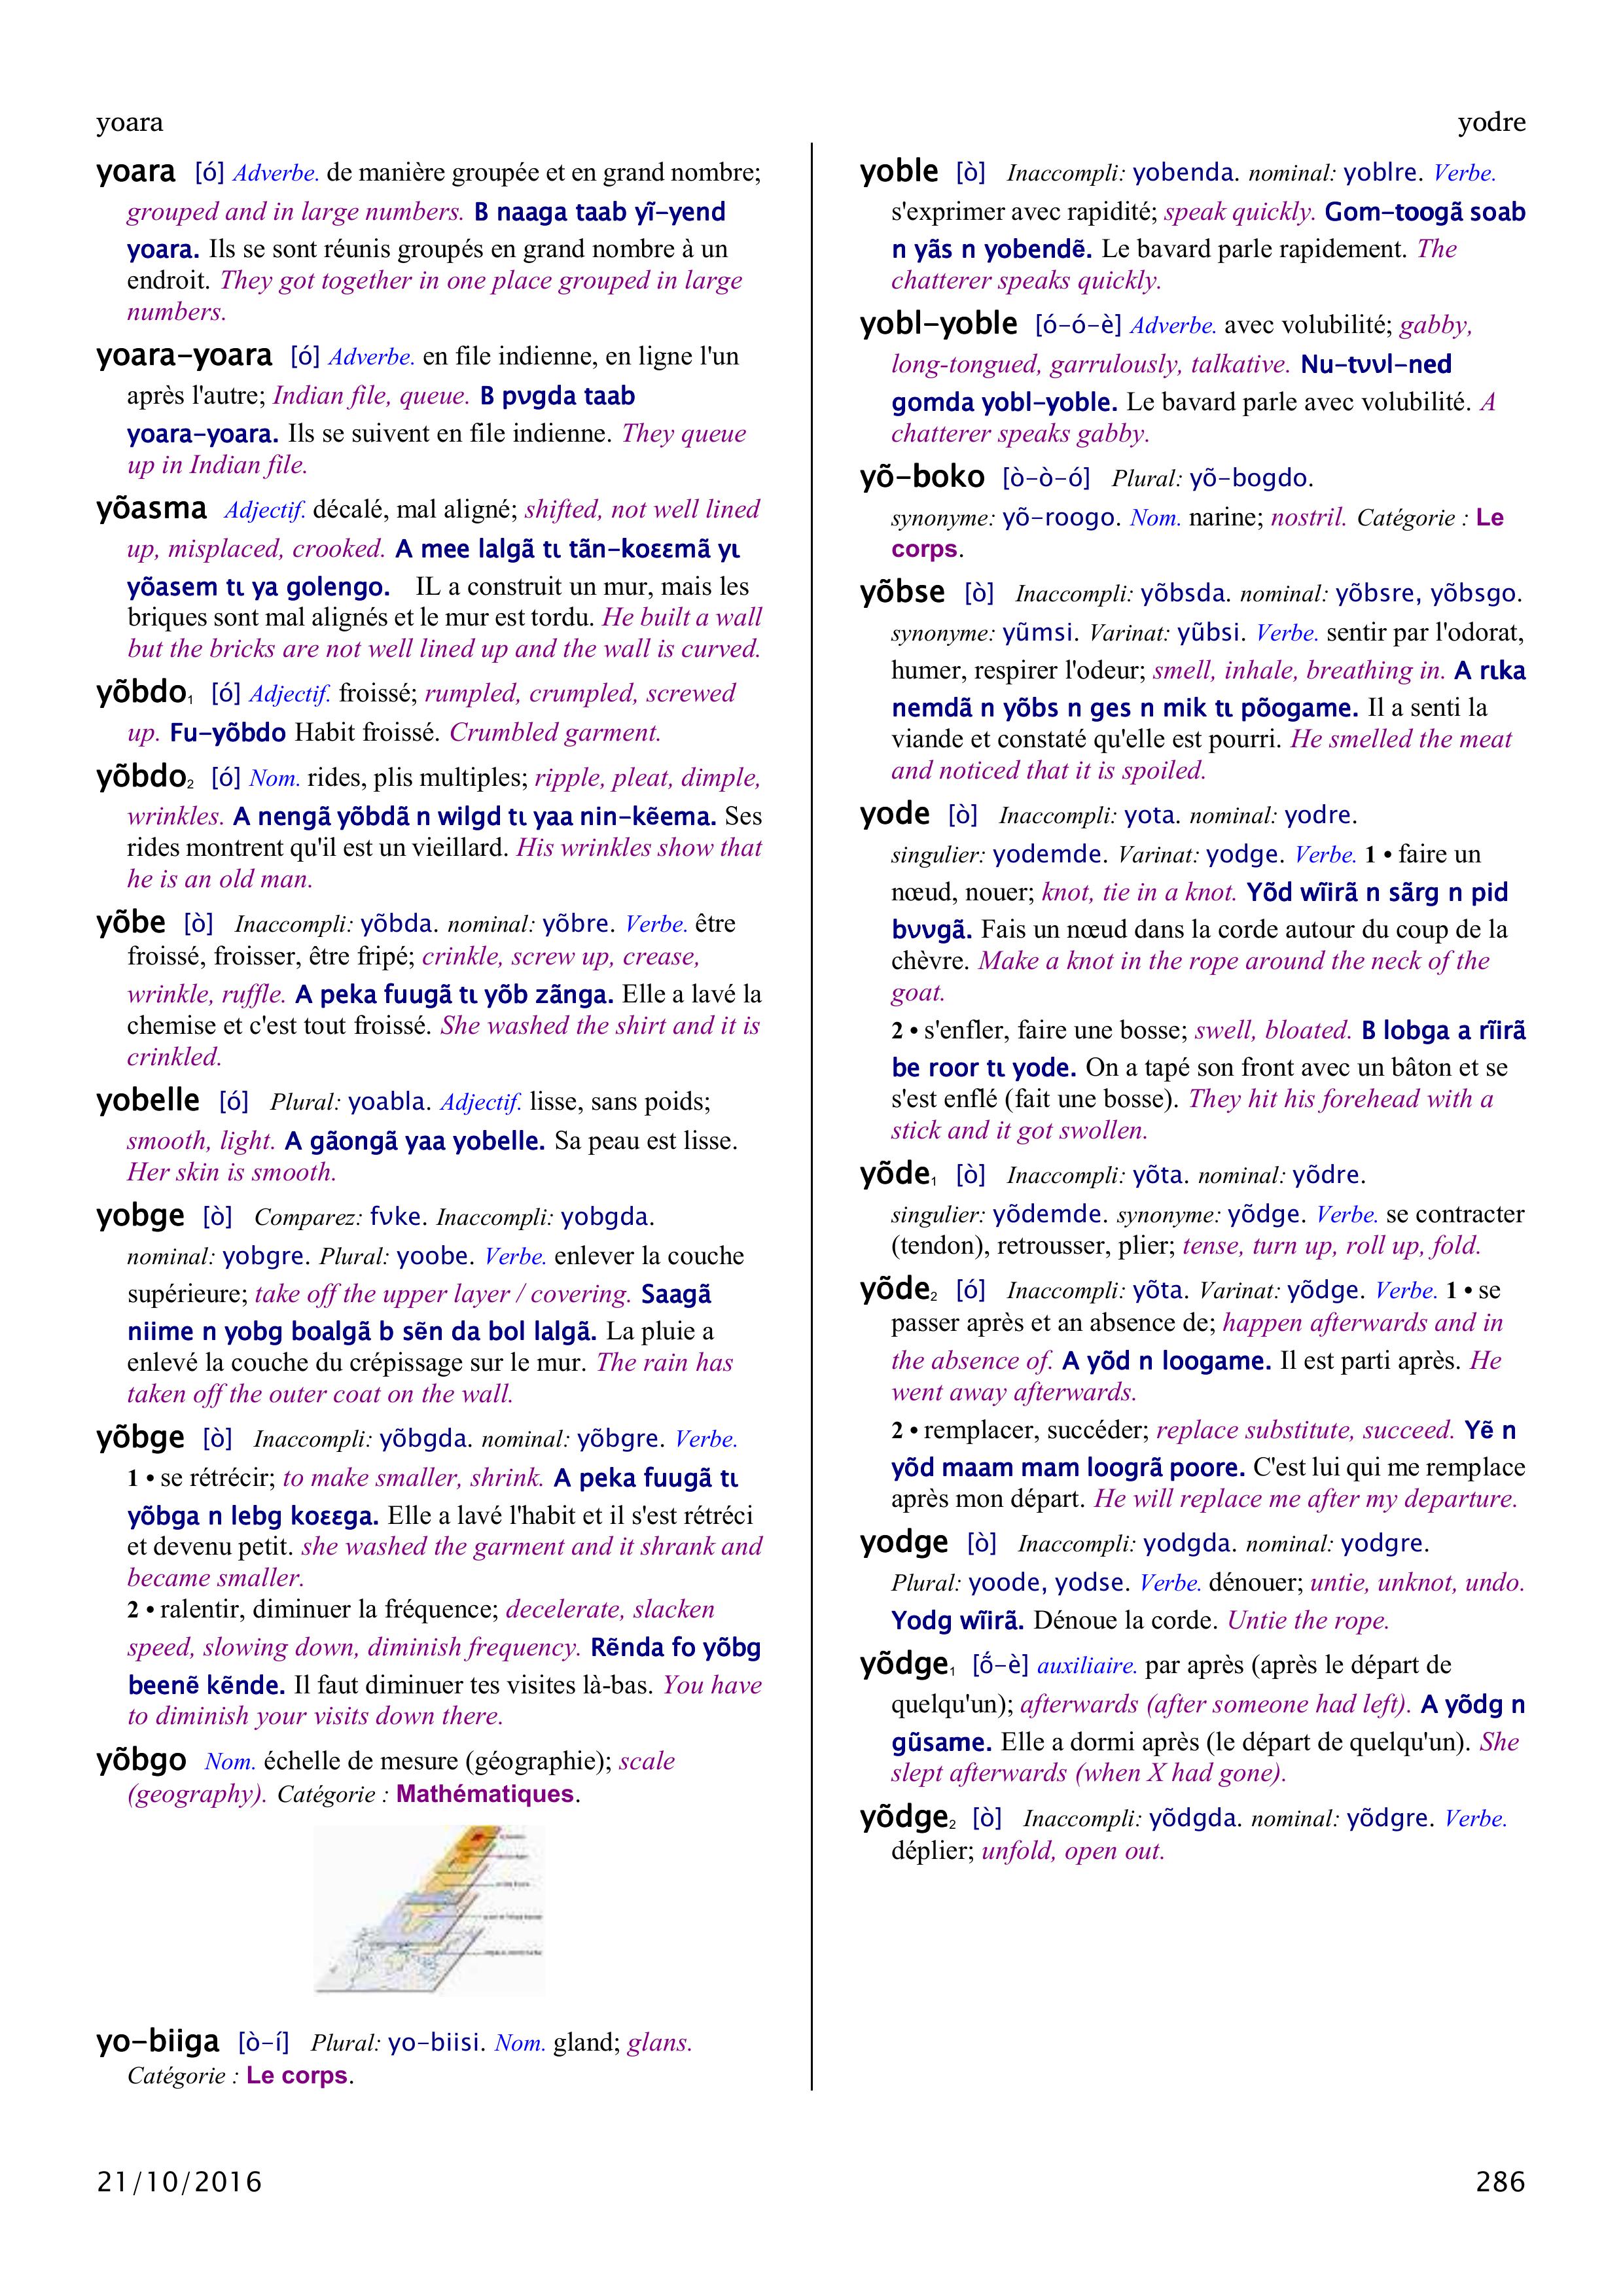 yoara
yodre
yoara [ó] Adverbe. de manière groupée et en grand nombre;
grouped and in large numbers. B naaga taab yĩ-yend
yoara. Ils se sont réunis groupés en grand nombre à un
endroit. They got together in one place grouped in large
numbers.
yoara-yoara [ó] Adverbe. en file indienne, en ligne l'un
après l'autre; Indian file, queue. B pʋgda taab
yoara-yoara. Ils se suivent en file indienne. They queue
up in Indian file.
yõasma Adjectif. décalé, mal aligné; shifted, not well lined
up, misplaced, crooked. A mee lalgã tɩ tãn-koɛɛmã yɩ
yõasem tɩ ya golengo. IL a construit un mur, mais les
briques sont mal alignés et le mur est tordu. He built a wall
but the bricks are not well lined up and the wall is curved.
yõbdo₁ [ó] Adjectif. froissé; rumpled, crumpled, screwed
up. Fu-yõbdo Habit froissé. Crumbled garment.
yõbdo₂ [ó] Nom. rides, plis multiples; ripple, pleat, dimple,
wrinkles. A nengã yõbdã n wilgd tɩ yaa nin-kẽema. Ses
rides montrent qu'il est un vieillard. His wrinkles show that
he is an old man.
yõbe [ò] Inaccompli: yõbda. nominal: yõbre. Verbe. être
froissé, froisser, être fripé; crinkle, screw up, crease,
wrinkle, ruffle. A peka fuugã tɩ yõb zãnga. Elle a lavé la
chemise et c'est tout froissé. She washed the shirt and it is
crinkled.
yobelle [ó] Plural: yoabla. Adjectif. lisse, sans poids;
smooth, light. A gãongã yaa yobelle. Sa peau est lisse.
Her skin is smooth.
yobge [ò] Comparez: fʋke. Inaccompli: yobgda.
nominal: yobgre. Plural: yoobe. Verbe. enlever la couche
supérieure; take off the upper layer / covering. Saagã
niime n yobg boalgã b sẽn da bol lalgã. La pluie a
enlevé la couche du crépissage sur le mur. The rain has
taken off the outer coat on the wall.
yõbge [ò] Inaccompli: yõbgda. nominal: yõbgre. Verbe.
1 • se rétrécir; to make smaller, shrink. A peka fuugã tɩ
yõbga n lebg koɛɛga. Elle a lavé l'habit et il s'est rétréci
et devenu petit. she washed the garment and it shrank and
became smaller.
2 • ralentir, diminuer la fréquence; decelerate, slacken
speed, slowing down, diminish frequency. Rẽnda fo yõbg
beenẽ kẽnde. Il faut diminuer tes visites là-bas. You have
to diminish your visits down there.
yõbgo Nom. échelle de mesure (géographie); scale
(geography). Catégorie : Mathématiques.
yo-biiga [ò-í] Plural: yo-biisi. Nom. gland; glans.
Catégorie : Le corps.
yoble [ò] Inaccompli: yobenda. nominal: yoblre. Verbe.
s'exprimer avec rapidité; speak quickly. Gom-toogã soab
n yãs n yobendẽ. Le bavard parle rapidement. The
chatterer speaks quickly.
yobl-yoble [ó-ó-è] Adverbe. avec volubilité; gabby,
long-tongued, garrulously, talkative. Nu-tʋʋl-ned
gomda yobl-yoble. Le bavard parle avec volubilité. A
chatterer speaks gabby.
yõ-boko [ò-ò-ó] Plural: yõ-bogdo.
synonyme: yõ-roogo. Nom. narine; nostril. Catégorie : Le
corps.
yõbse [ò] Inaccompli: yõbsda. nominal: yõbsre, yõbsgo.
synonyme: yũmsi. Varinat: yũbsi. Verbe. sentir par l'odorat,
humer, respirer l'odeur; smell, inhale, breathing in. A rɩka
nemdã n yõbs n ges n mik tɩ põogame. Il a senti la
viande et constaté qu'elle est pourri. He smelled the meat
and noticed that it is spoiled.
yode [ò] Inaccompli: yota. nominal: yodre.
singulier: yodemde. Varinat: yodge. Verbe. 1 • faire un
nœud, nouer; knot, tie in a knot. Yõd wĩirã n sãrg n pid
bʋʋgã. Fais un nœud dans la corde autour du coup de la
chèvre. Make a knot in the rope around the neck of the
goat.
2 • s'enfler, faire une bosse; swell, bloated. B lobga a rĩirã
be roor tɩ yode. On a tapé son front avec un bâton et se
s'est enflé (fait une bosse). They hit his forehead with a
stick and it got swollen.
yõde₁ [ò] Inaccompli: yõta. nominal: yõdre.
singulier: yõdemde. synonyme: yõdge. Verbe. se contracter
(tendon), retrousser, plier; tense, turn up, roll up, fold.
yõde₂ [ó] Inaccompli: yõta. Varinat: yõdge. Verbe. 1 • se
passer après et an absence de; happen afterwards and in
the absence of. A yõd n loogame. Il est parti après. He
went away afterwards.
2 • remplacer, succéder; replace substitute, succeed. Yẽ n
yõd maam mam loogrã poore. C'est lui qui me remplace
après mon départ. He will replace me after my departure.
yodge [ò] Inaccompli: yodgda. nominal: yodgre.
Plural: yoode, yodse. Verbe. dénouer; untie, unknot, undo.
Yodg wĩirã. Dénoue la corde. Untie the rope.
yõdge₁ [ṍ-è] auxiliaire. par après (après le départ de
quelqu'un); afterwards (after someone had left). A yõdg n
gũsame. Elle a dormi après (le départ de quelqu'un). She
slept afterwards (when X had gone).
yõdge₂ [ò] Inaccompli: yõdgda. nominal: yõdgre. Verbe.
déplier; unfold, open out.
21/10/2016
286